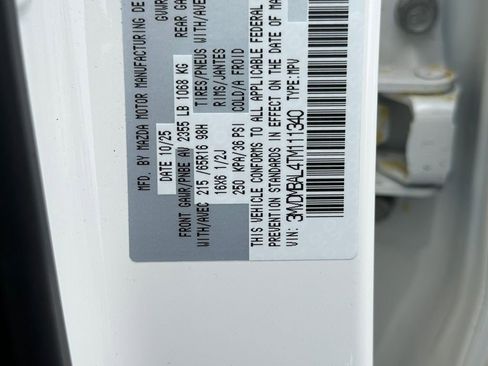 MFD. BY MAZDA MOTOR MANUFACTURING DE
DATE 10/25
GVWR
FRONT GAWR/PNBE AV 2355 LB 1068 KG
REAR GA
WITH/AVEC 215 /65R16 98H
TIRES/PNEUS WITH/AVE
16X6 1/2J
RIMS/JANTES
250 KPA/36 PSI
COLD/A FROID
THIS VEHICLE CONFORMS TO ALL APPLICABLE FEDERAL
PREVENTION STANDARDS IN EFFECT ON THE DATE OF MA
VIN: 3MVDMBAL4TM111340 TYPE:MPV